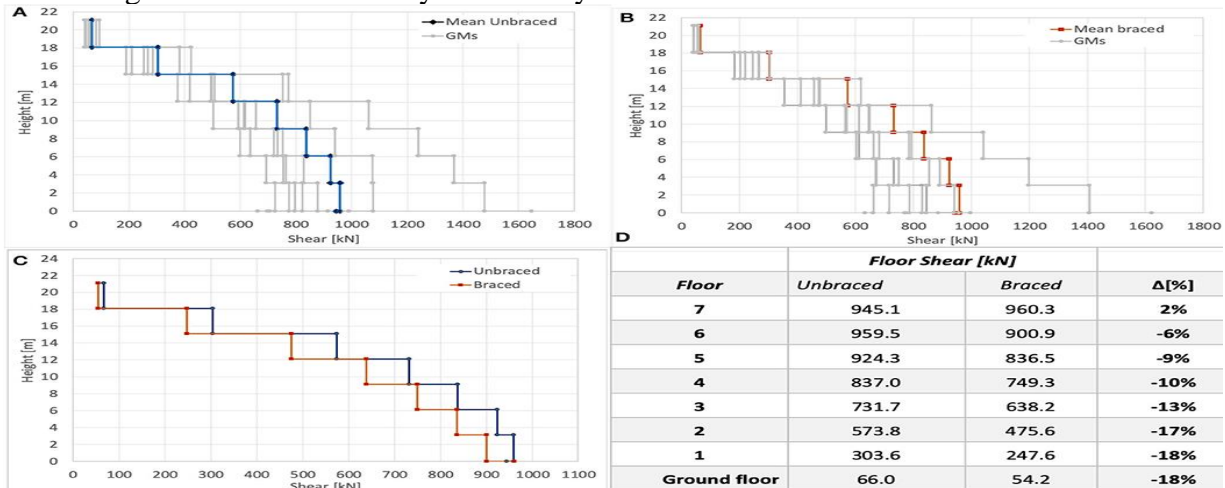 A
22
20
18
16
14
12
10
8
6
4
2
0
Height [m]
Mean Unbraced
GMs
0 200 400 600 800 1000 1200 1400 1600 1800
Shear [kN]
B
22
20
18
16
14
12
10
8
6
4
2
0
Height [m]
Mean braced
GMs
0 200 400 600 800 1000 1200 1400 1600 1800
Shear [kN]
C
24
22
20
18
16
14
12
10
8
6
4
2
0
Height [m]
Unbraced
Braced
0 100 200 300 400 500 600 700 800 900 1000 1100
Shear [kN]
D
Floor Shear [kN]
Floor Unbraced Braced Δ[%]
7 945.1 960.3 2%
6 959.5 900.9 -6%
5 924.3 836.5 -9%
4 837.0 749.3 -10%
3 731.7 638.2 -13%
2 573.8 475.6 -17%
1 303.6 247.6 -18%
Ground floor 66.0 54.2 -18%